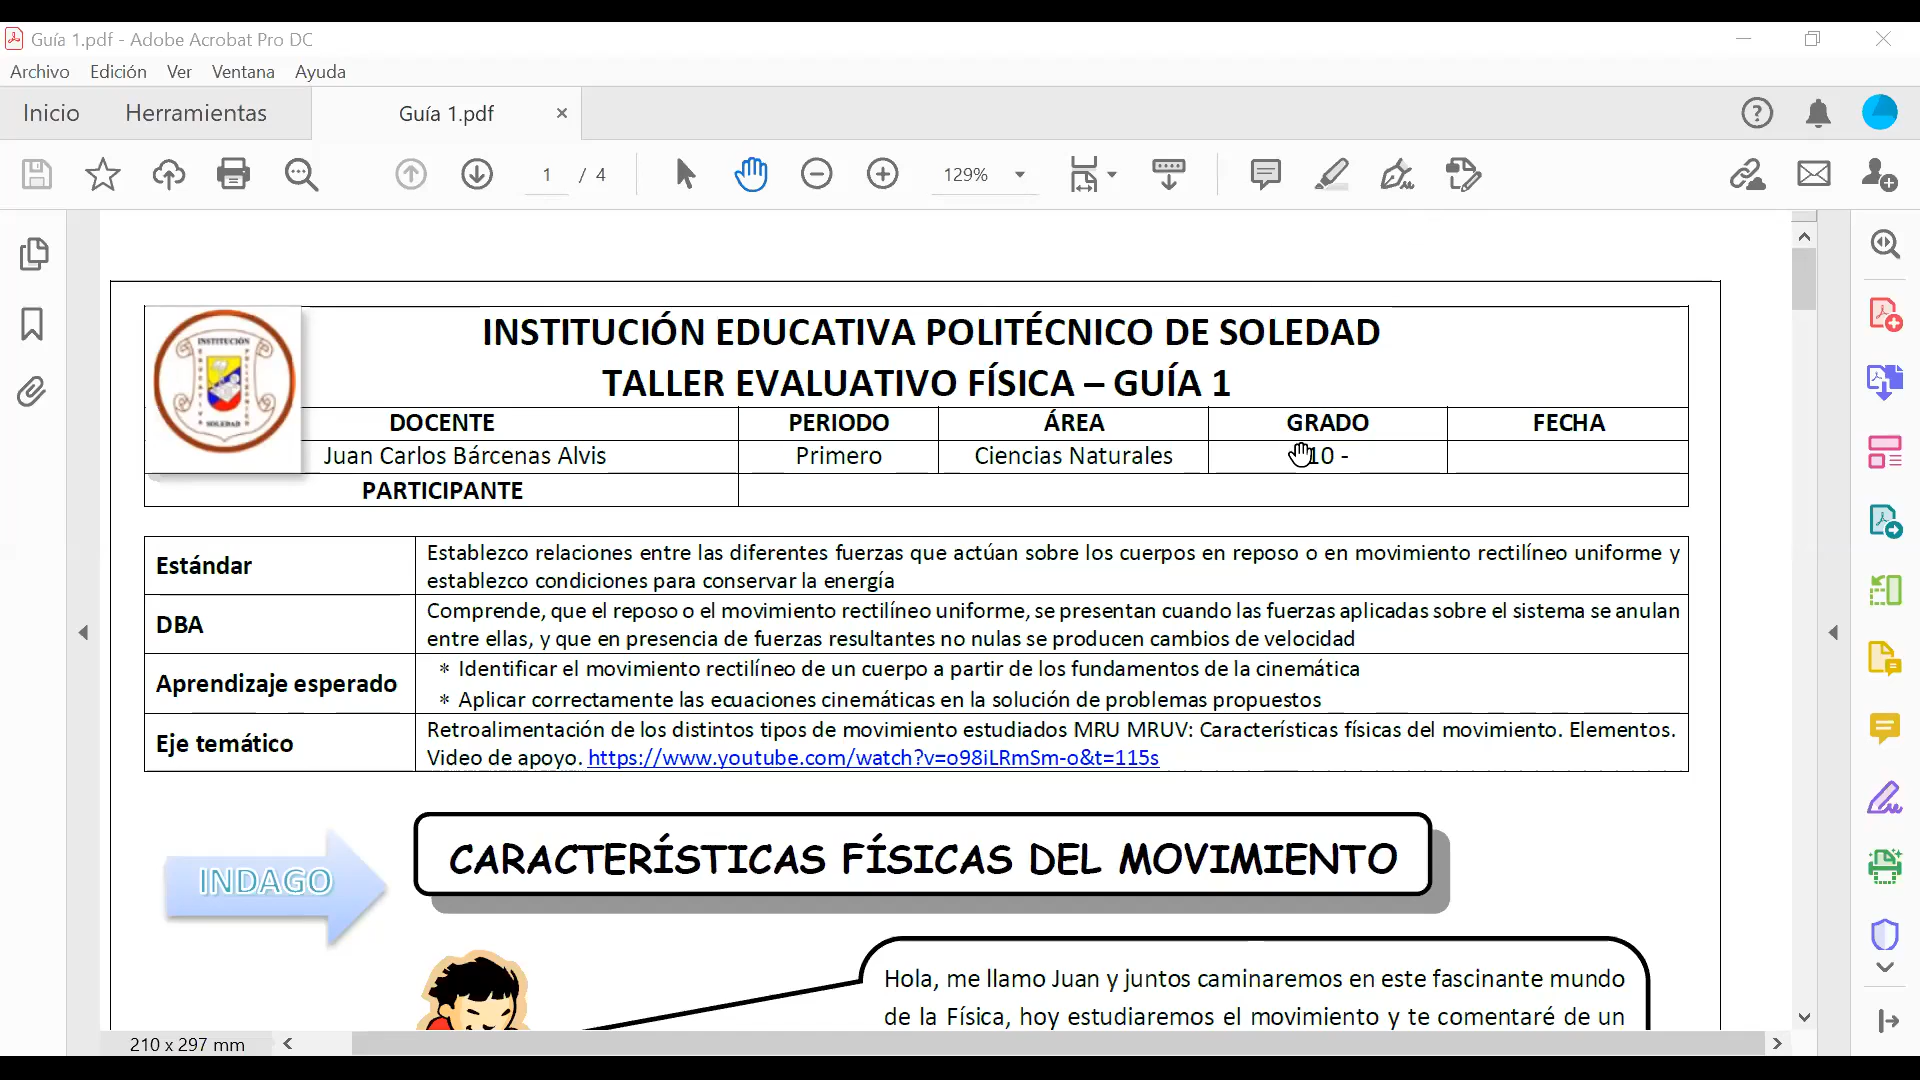 Guía 1.pdf - Adobe Acrobat Pro DC
Archivo Edición Ver Ventana Ayuda
Inicio Herramientas Guía 1.pdf
1 / 4 129%
INSTITUCIÓN EDUCATIVA POLITÉCNICO DE SOLEDAD
TALLER EVALUATIVO FÍSICA – GUÍA 1
INSTITUCIÓN
SOLEDAD
DOCENTE PERIODO ÁREA GRADO FECHA
Juan Carlos Bárcenas Alvis Primero Ciencias Naturales 10 -
PARTICIPANTE
Estándar
Establezco relaciones entre las diferentes fuerzas que actúan sobre los cuerpos en reposo o en movimiento rectilíneo uniforme y
establezco condiciones para conservar la energía
DBA
Comprende, que el reposo o el movimiento rectilíneo uniforme, se presentan cuando las fuerzas aplicadas sobre el sistema se anulan
entre ellas, y que en presencia de fuerzas resultantes no nulas se producen cambios de velocidad
Aprendizaje esperado
* Identificar el movimiento rectilíneo de un cuerpo a partir de los fundamentos de la cinemática
* Aplicar correctamente las ecuaciones cinemáticas en la solución de problemas propuestos
Eje temático
Retroalimentación de los distintos tipos de movimiento estudiados MRU MRUV: Características físicas del movimiento. Elementos.
Video de apoyo. https://www.youtube.com/watch?v=o98iLRmSm-o&t=115s
INDAGO
CARACTERÍSTICAS FÍSICAS DEL MOVIMIENTO
Hola, me llamo Juan y juntos caminaremos en este fascinante mundo
de la Física, hoy estudiaremos el movimiento y te comentaré de un
210 x 297 mm